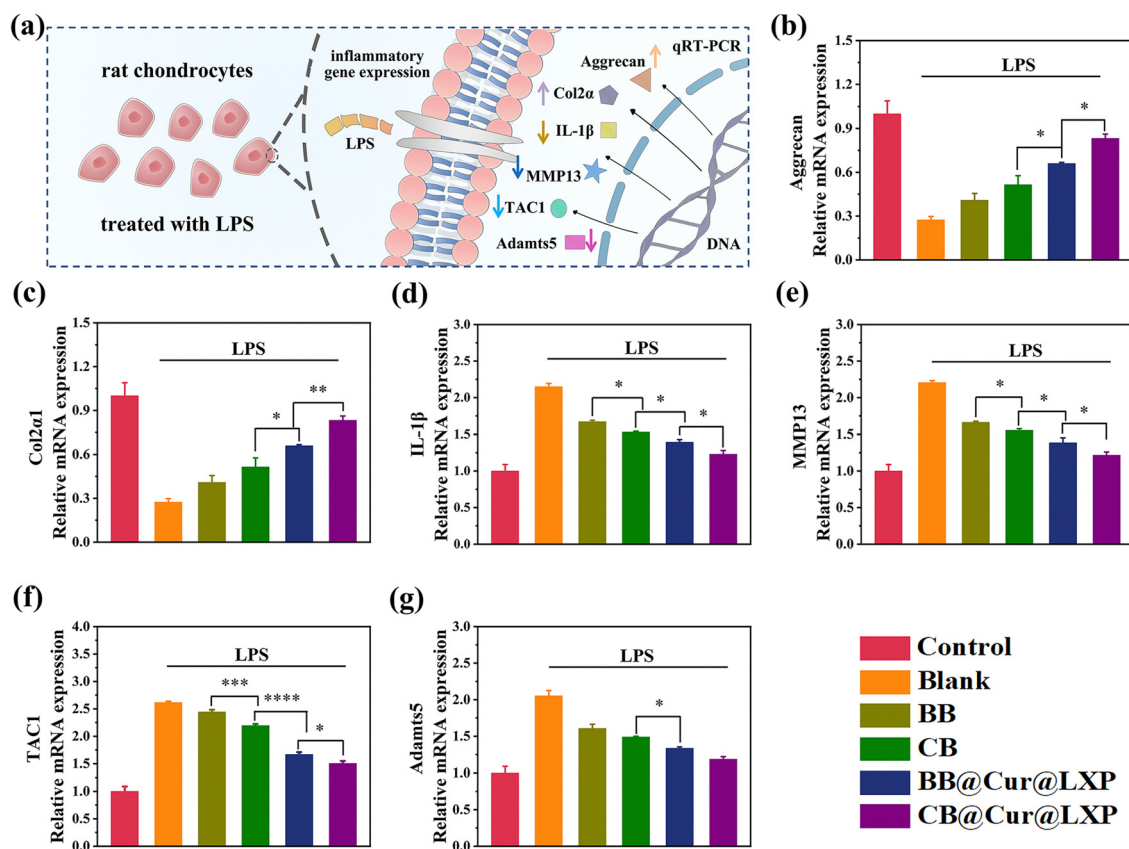 (a)
rat chondrocytes
treated with LPS
inflammatory
gene expression
LPS
qRT-PCR
Aggrecan
Col2α
IL-1β
MMP13
TAC1
Adamts5
DNA
(b)
Aggrecan
Relative mRNA expression
1.5
1.2
0.9
0.6
0.3
0.0
LPS
*
*
(c)
Col2α1
Relative mRNA expression
1.5
1.2
0.9
0.6
0.3
0.0
LPS
*
**
(d)
IL-1β
Relative mRNA expression
3.0
2.5
2.0
1.5
1.0
0.5
0.0
LPS
*
*
*
(e)
MMP13
Relative mRNA expression
3.0
2.5
2.0
1.5
1.0
0.5
0.0
LPS
*
*
*
(f)
TAC1
Relative mRNA expression
4.0
3.5
3.0
2.5
2.0
1.5
1.0
0.5
0.0
LPS
***
****
*
(g)
Adamts5
Relative mRNA expression
3.0
2.5
2.0
1.5
1.0
0.5
0.0
LPS
*
Control
Blank
BB
CB
BB@Cur@LXP
CB@Cur@LXP